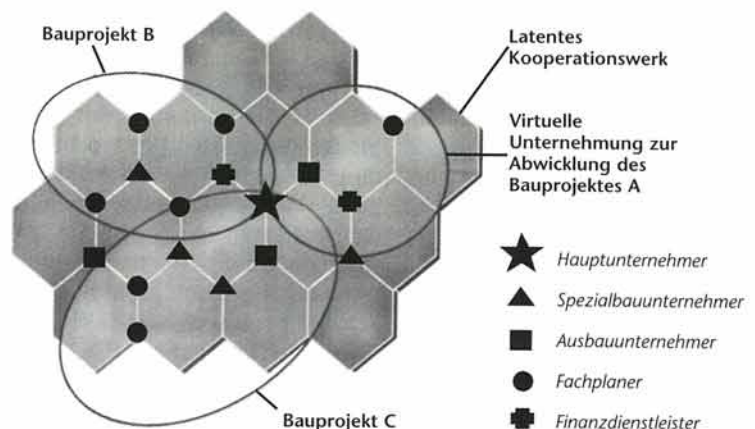 Bauprojekt B
Latentes
Kooperationswerk
Virtuelle
Unternehmung zur
Abwicklung des
Bauprojektes A
Hauptunternehmer
Spezialbauunternehmer
Ausbauunternehmer
Fachplaner
Bauprojekt C
Finanzdienstleister